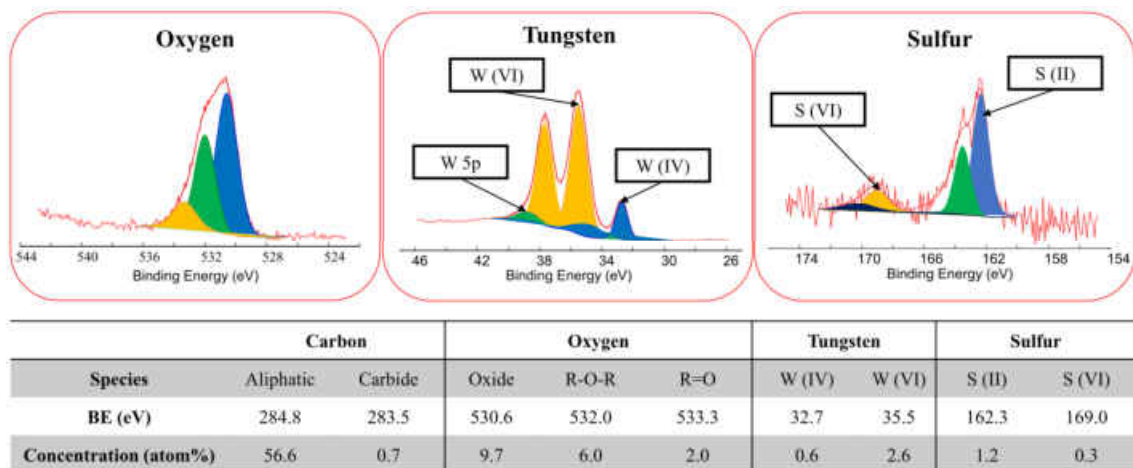 Oxygen
Tungsten
Sulfur
W (VI)
S (II)
S (VI)
W 5p
W (IV)
544 540 536 532 528 524
Binding Energy (eV)
46 42 38 34 30 26
Binding Energy (eV)
174 170 166 162 158 154
Binding Energy (eV)
Carbon Oxygen Tungsten Sulfur
Species Aliphatic Carbide Oxide R-O-R R=O W (IV) W (VI) S (II) S (VI)
BE (eV) 284.8 283.5 530.6 532.0 533.3 32.7 35.5 162.3 169.0
Concentration (atom%) 56.6 0.7 9.7 6.0 2.0 0.6 2.6 1.2 0.3